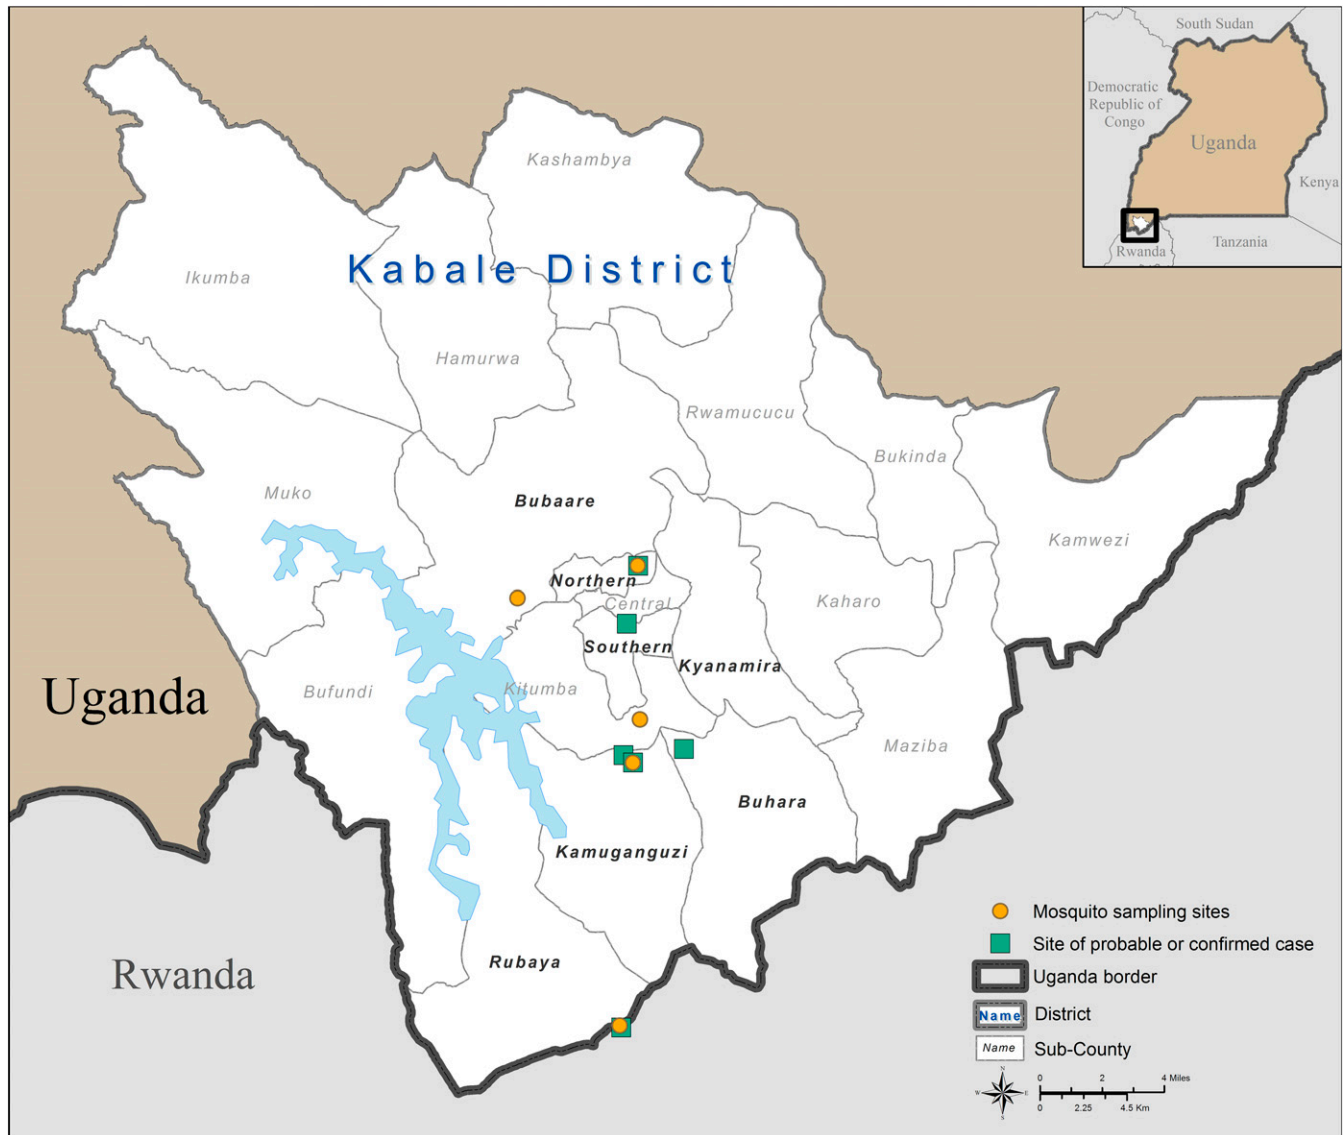 South Sudan
Democratic
Republic of
Congo
Uganda
Kenya
Tanzania
Rwanda
Kashambya
Kabale District
Ikumba
Hamurwa
Rwamucucu
Bukinda
Muko
Bubaare
Kamwezi
Northern
Central
Kaharo
Southern
Kyanamira
Uganda
Bufundi
Kitumba
Maziba
Buhara
Kamuganguzi
Rwanda
Rubaya
Mosquito sampling sites
Site of probable or confirmed case
Uganda border
Name District
Name Sub-County
N
W E
S
0 2 4 Miles
0 2.25 4.5 Km